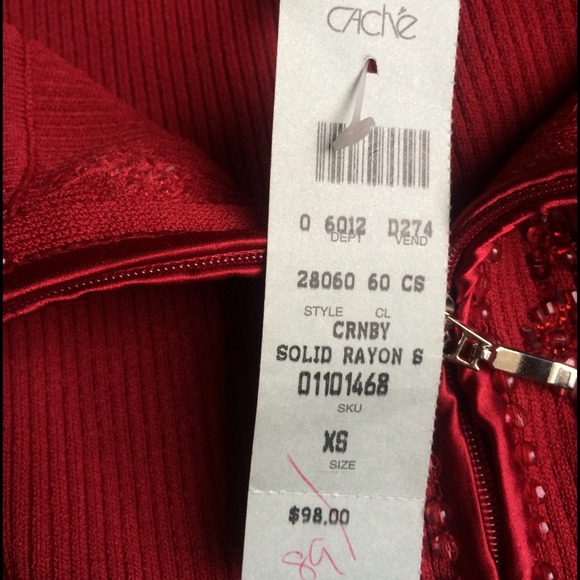 Caché
0 6012 D274
DEPT VEND
28060 60 CS
STYLE CL
CRNBY
SOLID RAYON S
01101468
SKU
XS
SIZE
$98.00